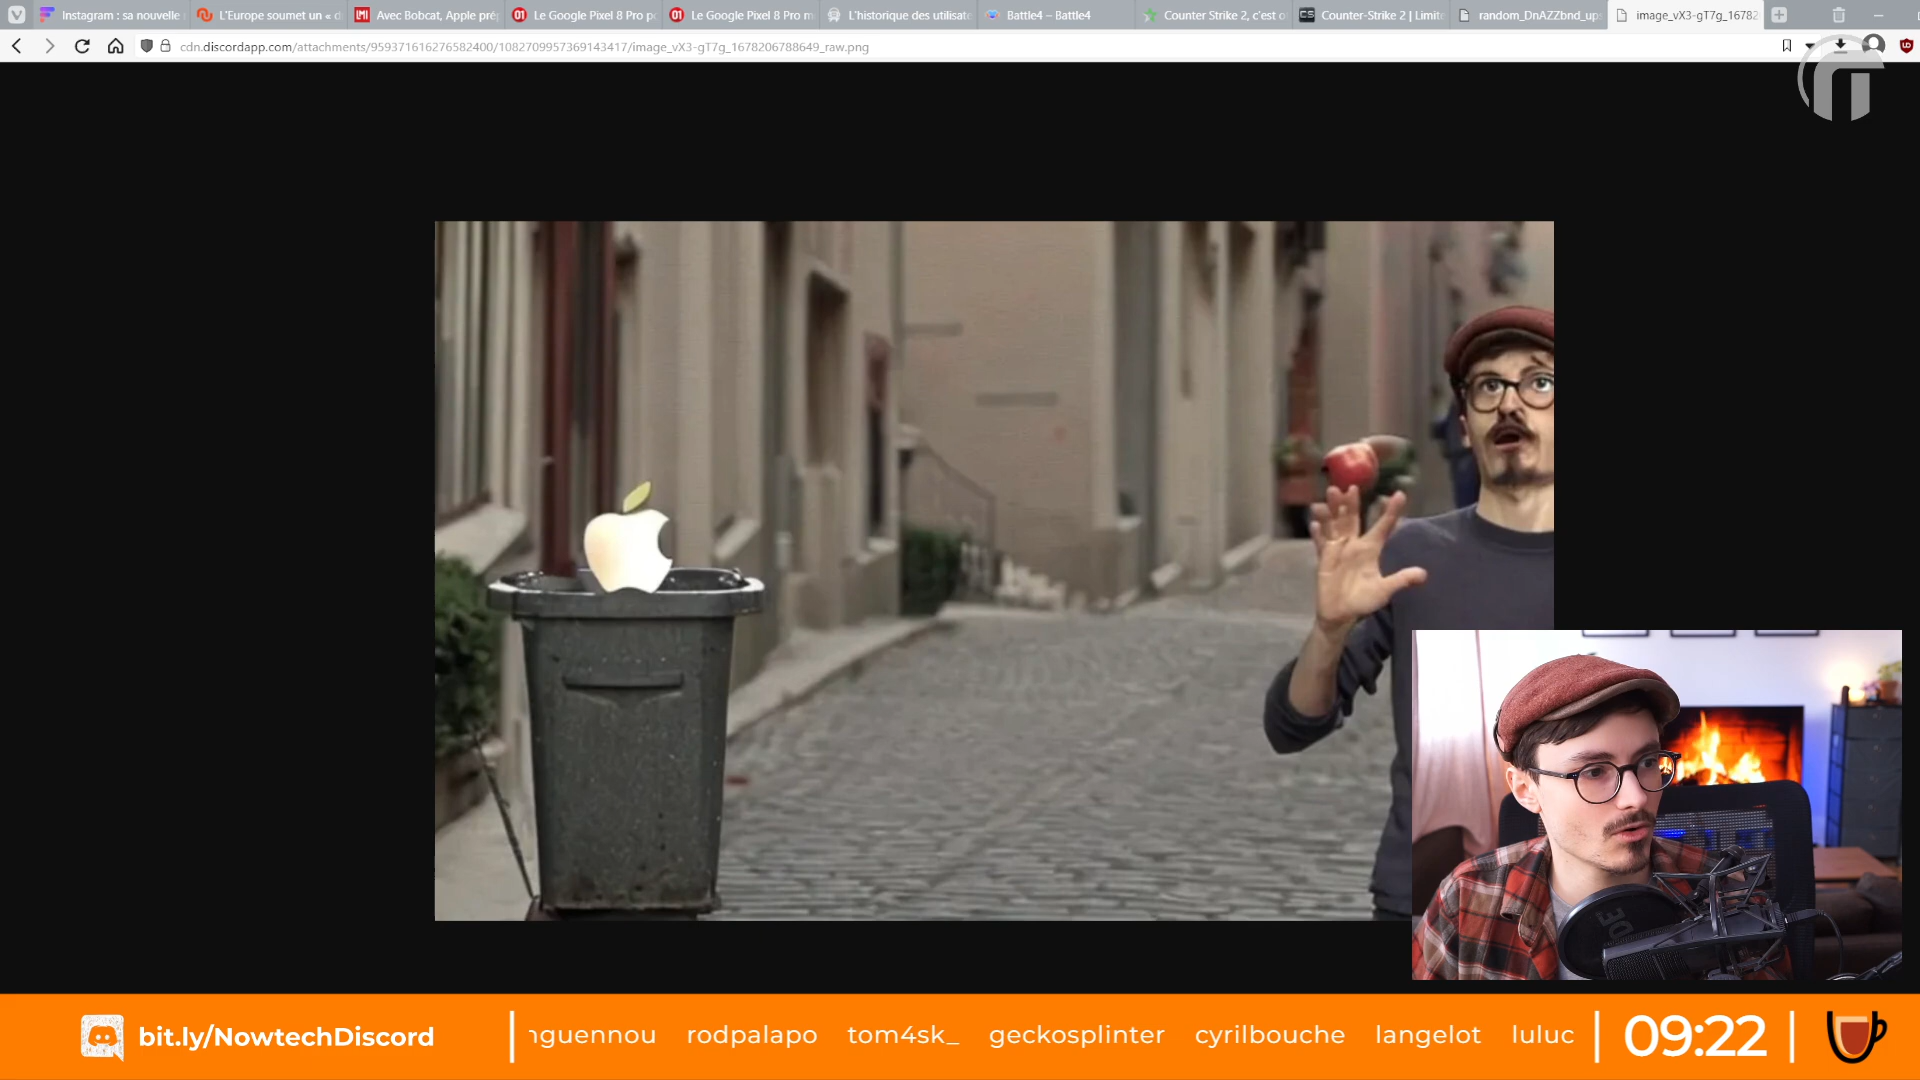 Instagram : sa nouvelle
L'Europe soumet un « d
Avec Bobcat, Apple pré
Le Google Pixel 8 Pro p
Le Google Pixel 8 Pro m
L'historique des utilisate
Battle4 – Battle4
Counter Strike 2, c'est o
Counter-Strike 2 | Limite
random_DnAZZbnd_ups
image_vX3-gT7g_16782
cdn.discordapp.com/attachments/959371616276582400/1082709957369143417/image_vX3-gT7g_1678206788649_raw.png
bit.ly/NowtechDiscord
nguennou rodpalapo tom4sk_ geckosplinter cyrilbouche langelot luluc
09:22